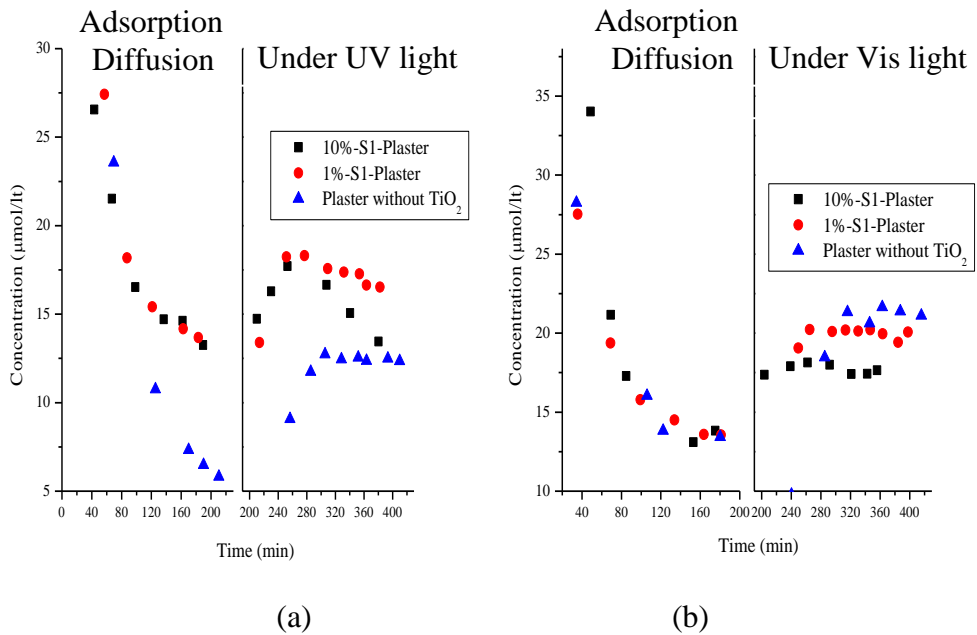 Adsorption
Diffusion
Under UV light
30
25
20
15
10
5
Concentration (μmol/lt)
10%-S1-Plaster
1%-S1-Plaster
Plaster without TiO2
0 40 80 120 160 200
200 240 280 320 360 400
Time (min)
(a)
Adsorption
Diffusion
Under Vis light
35
30
25
20
15
10
Concentration (μmol/lt)
10%-S1-Plaster
1%-S1-Plaster
Plaster without TiO2
40 80 120 160 200
200 240 280 320 360 400
Time (min)
(b)